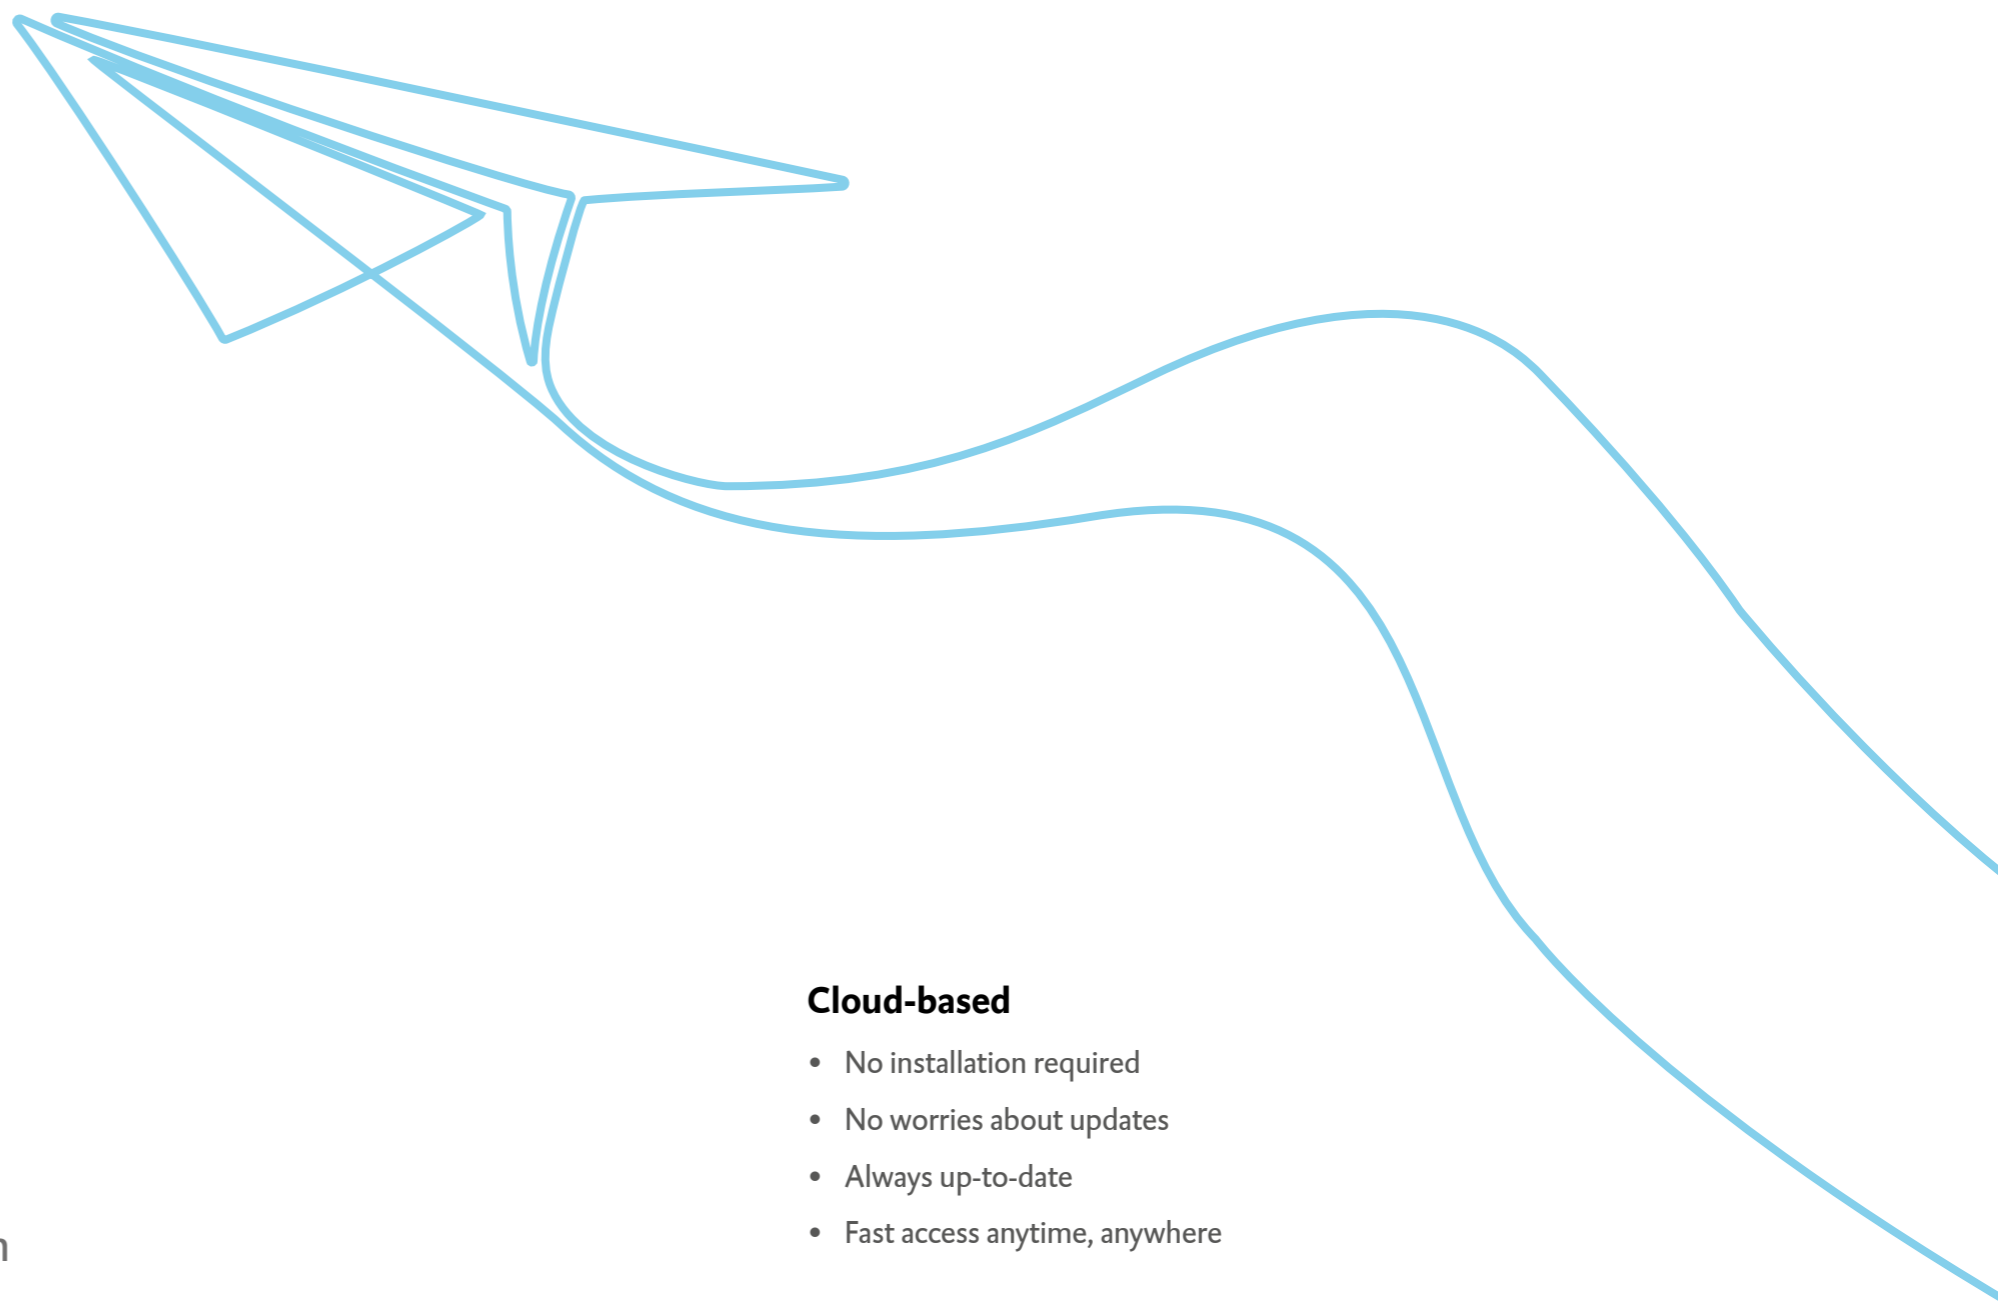 Cloud-based
• No installation required
• No worries about updates
• Always up-to-date
• Fast access anytime, anywhere